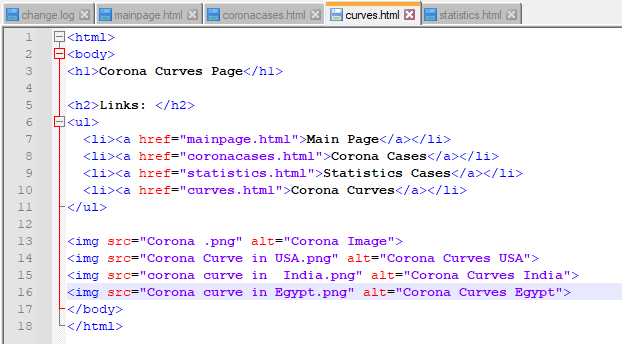 change.log mainpage.html coronacases.html curves.html statistics.html
1 <html>
2 <body>
3 <h1>Corona Curves Page</h1>
4
5 <h2>Links: </h2>
6 <ul>
7 <li><a href="mainpage.html">Main Page</a></li>
8 <li><a href="coronacases.html">Corona Cases</a></li>
9 <li><a href="statistics.html">Statistics Cases</a></li>
10 <li><a href="curves.html">Corona Curves</a></li>
11 </ul>
12
13 <img src="Corona .png" alt="Corona Image">
14 <img src="Corona Curve in USA.png" alt="Corona Curves USA">
15 <img src="Corona curve in  India.png" alt="Corona Curves India">
16 <img src="Corona curve in Egypt.png" alt="Corona Curves Egypt">
17 </body>
18 </html>